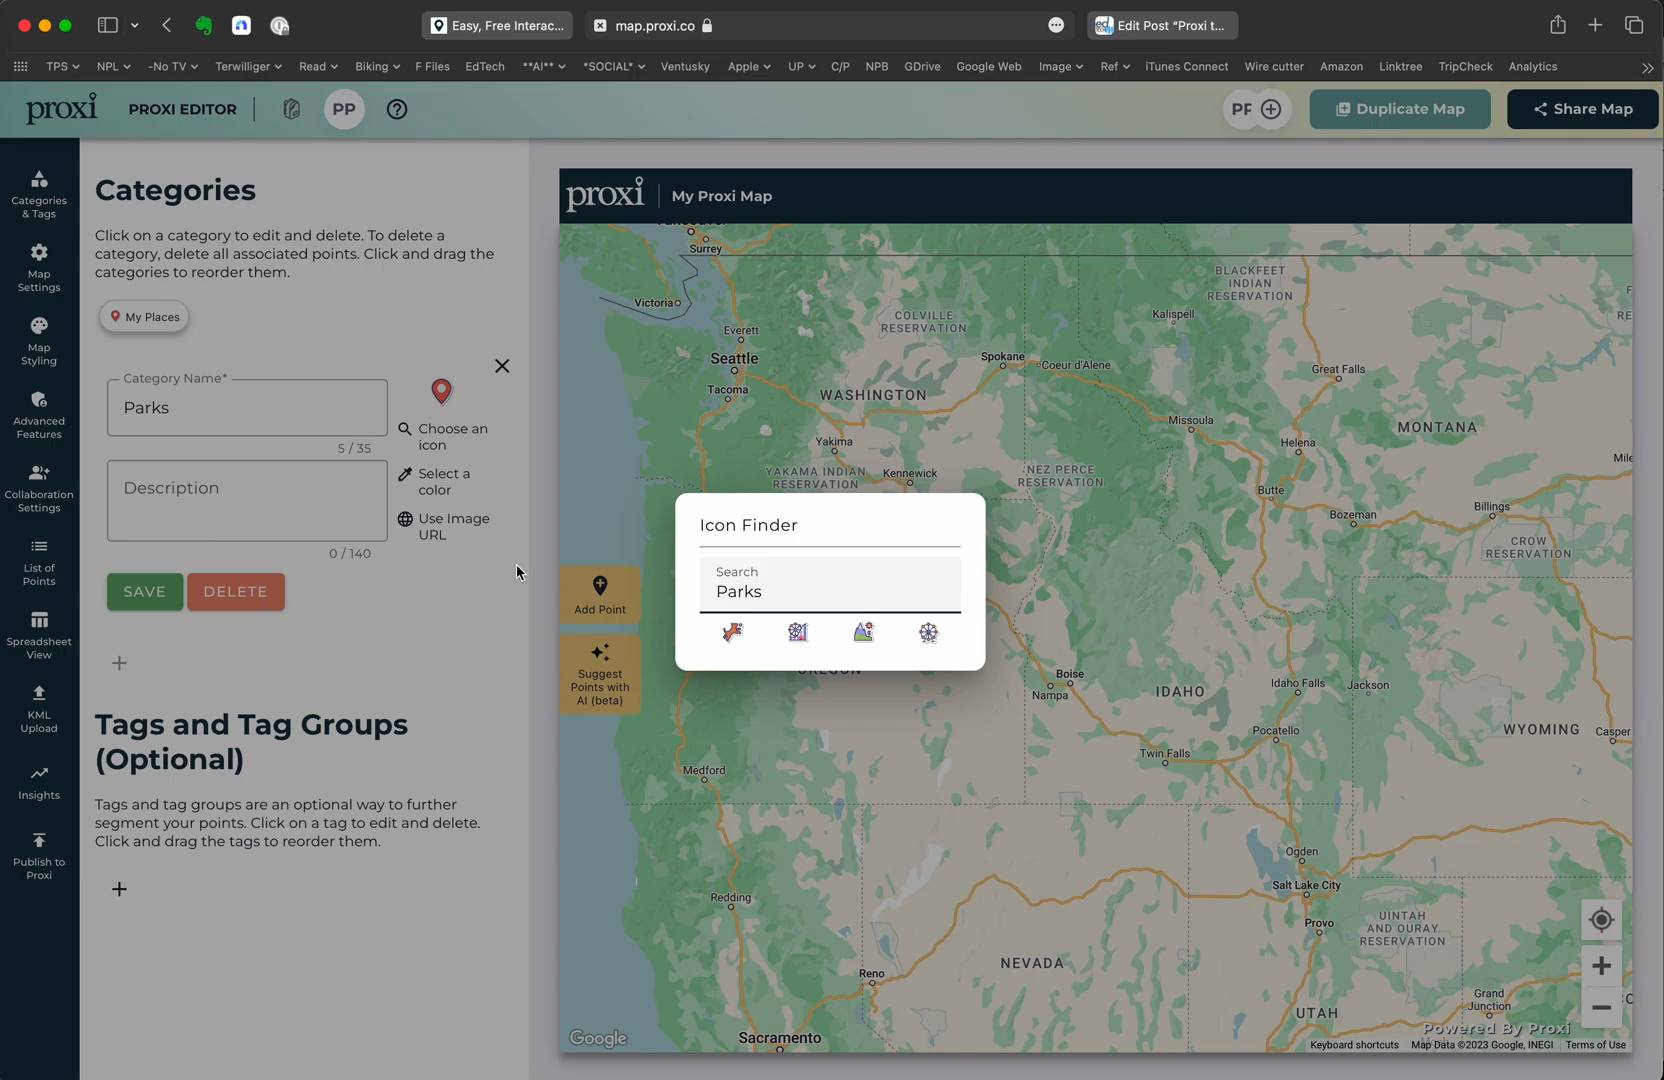 Easy, Free Interac...
map.proxi.co
Edit Post “Proxi t...
TPS
NPL
-No TV
Terwilliger
Read
Biking
F Files
EdTech
**AI**
*SOCIAL*
Ventusky
Apple
UP
C/P
NPB
GDrive
Google Web
Image
Ref
iTunes Connect
Wire cutter
Amazon
Linktree
TripCheck
Analytics
proxi
PROXI EDITOR
PP
Duplicate Map
Share Map
Categories
& Tags
Map
Settings
Map
Styling
Advanced
Features
Collaboration
Settings
List of
Points
Spreadsheet
View
KML
Upload
Insights
Publish to
Proxi
Categories
Click on a category to edit and delete. To delete a
category, delete all associated points. Click and drag the
categories to reorder them.
My Places
Category Name*
Parks
5 / 35
Description
0 / 140
Choose an
icon
Select a
color
Use Image
URL
SAVE
DELETE
Tags and Tag Groups
(Optional)
Tags and tag groups are an optional way to further
segment your points. Click on a tag to edit and delete.
Click and drag the tags to reorder them.
proxi
My Proxi Map
Surrey
Victoria
Everett
Seattle
Tacoma
WASHINGTON
COLVILLE
RESERVATION
Spokane
Coeur d'Alene
BLACKFEET
INDIAN
RESERVATION
Kalispell
Great Falls
Missoula
MONTANA
Helena
Yakima
YAKAMA INDIAN
RESERVATION
Kennewick
NEZ PERCE
RESERVATION
Butte
Bozeman
Billings
CROW
RESERVATION
Add Point
Suggest
Points with
AI (beta)
Icon Finder
Search
Parks
OREGON
Boise
Nampa
IDAHO
Idaho Falls
Jackson
WYOMING
Casper
Pocatello
Twin Falls
Medford
Redding
Ogden
Salt Lake City
Provo
UINTAH
AND OURAY
RESERVATION
Reno
NEVADA
UTAH
Grand
Junction
Sacramento
Google
Powered By Proxi
Keyboard shortcuts
Map Data ©2023 Google, INEGI
Terms of Use